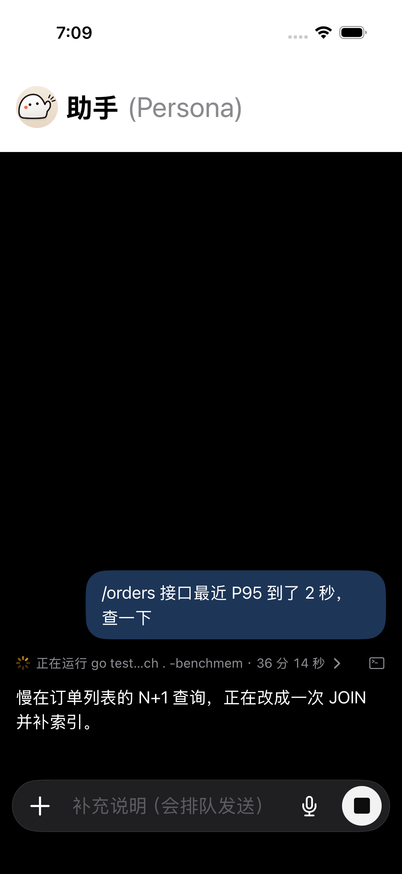 7:09
助手 (Persona)
/orders 接口最近 P95 到了 2 秒，
查一下
正在运行 go test...ch . -benchmem · 36 分 14 秒
慢在订单列表的 N+1 查询，正在改成一次 JOIN
并补索引。
补充说明 (会排队发送)